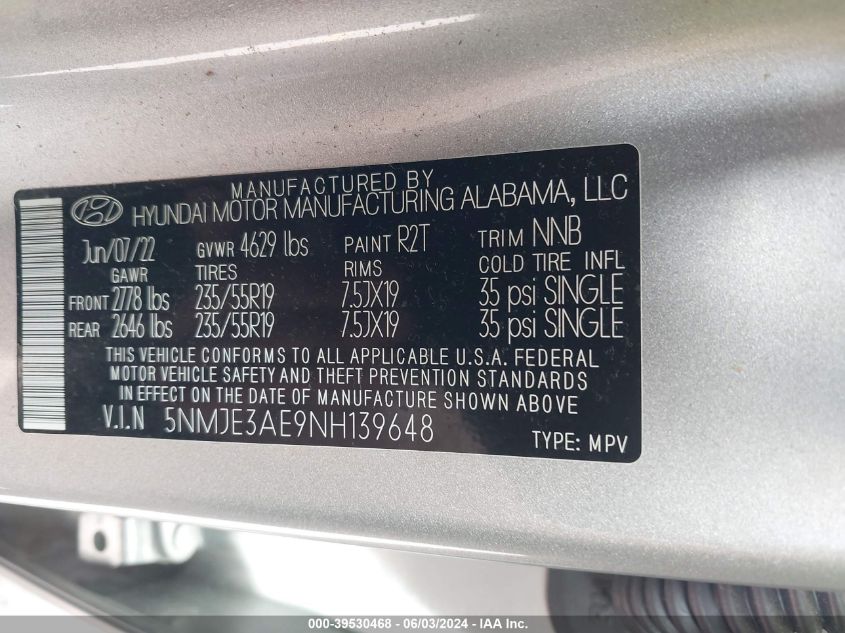 MANUFACTURED BY
HYUNDAI MOTOR MANUFACTURING ALABAMA, LLC
Jun/07/22 GVWR 4629 lbs PAINT R2T TRIM NNB
GAWR TIRES RIMS COLD TIRE INFL
FRONT 2778 lbs 235/55R19 7.5JX19 35 psi SINGLE
REAR 2646 lbs 235/55R19 7.5JX19 35 psi SINGLE
THIS VEHICLE CONFORMS TO ALL APPLICABLE U.S.A. FEDERAL
MOTOR VEHICLE SAFETY AND THEFT PREVENTION STANDARDS
IN EFFECT ON THE DATE OF MANUFACTURE SHOWN ABOVE
V.I.N 5NMJE3AE9NH139648 TYPE: MPV
000-39530468 - 06/03/2024 - IAA Inc.